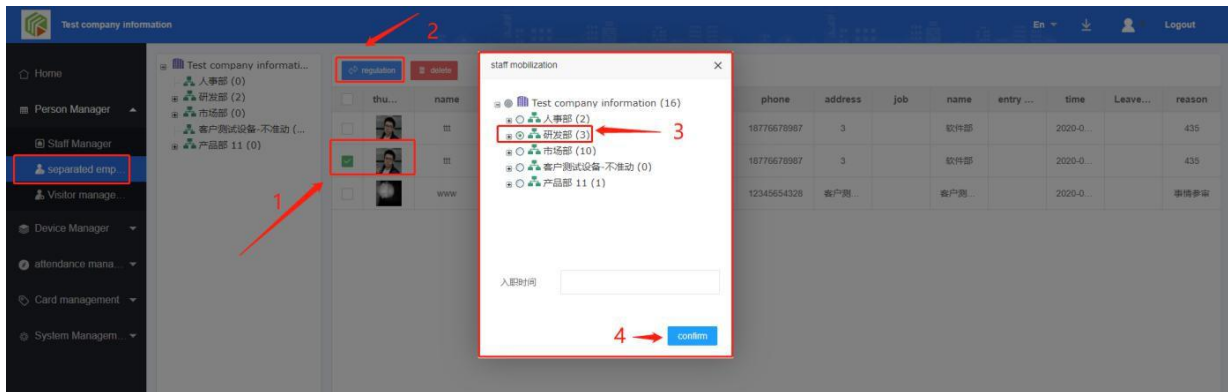 Test company information
2
En
Logout
Home
Person Manager
Staff Manager
separated emp...
Visitor manage...
Device Manager
attendance mana...
Card management
System Managem...
Test company informati...
人事部 (0)
研发部 (2)
市场部 (0)
客户测试设备-不准动 (...
产品部 11 (0)
1
regulation
delete
thu...
name
phone
address
job
name
entry ...
time
Leave...
reason
ttt
18776678987
3
软件部
2020-0...
435
ttt
18776678987
3
软件部
2020-0...
435
www
12345654328
客户测...
客户测...
2020-0...
事情参审
staff mobilization
Test company information (16)
人事部 (2)
研发部 (3)
3
市场部 (10)
客户测试设备-不准动 (0)
产品部 11 (1)
入职时间
4
confirm